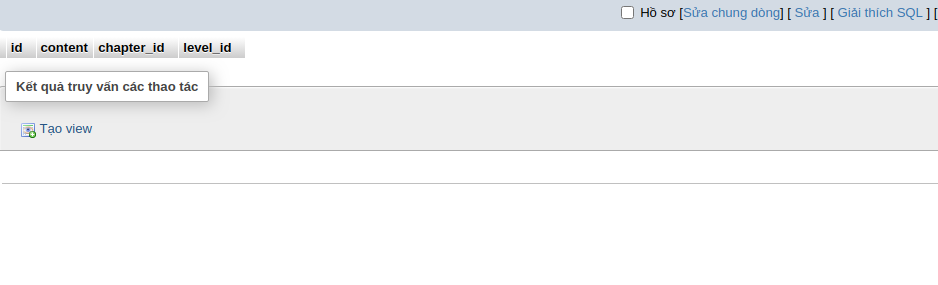 Hồ sơ [Sửa chung dòng] [ Sửa ] [ Giải thích SQL ] [
id content chapter_id level_id
Kết quả truy vấn các thao tác
Tạo view